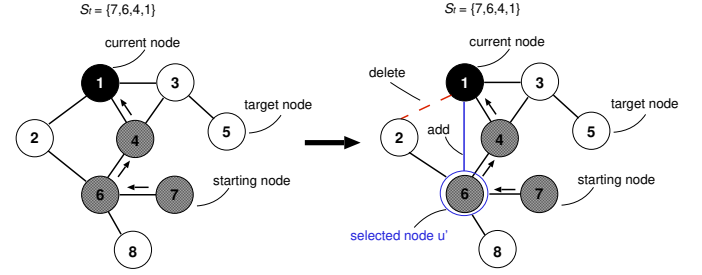 St = {7,6,4,1}
current node
1
3
2
4
5
target node
6
7
starting node
8
St = {7,6,4,1}
current node
delete
1
3
2
add
4
5
target node
6
7
starting node
selected node u'
8